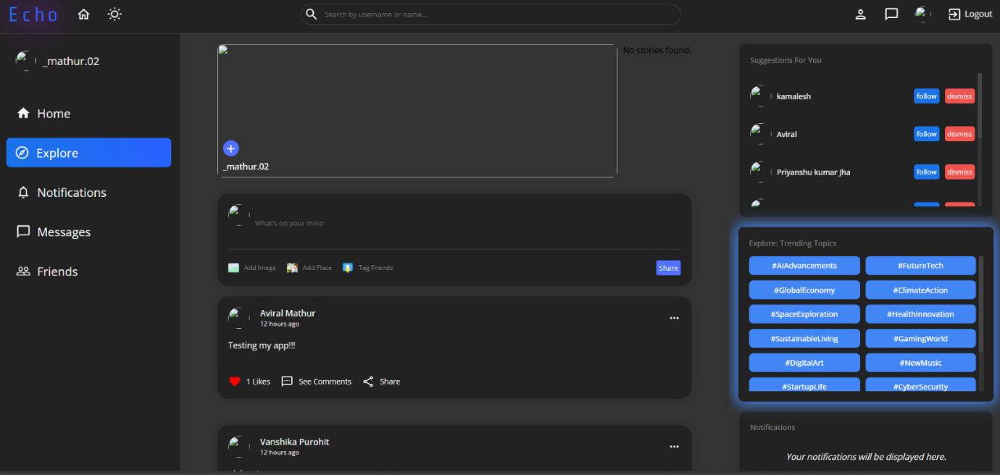 Echo
Search by username or name...
Logout
_mathur.02
Home
Explore
Notifications
Messages
Friends
No stories found.
_mathur.02
What's on your mind
Add Image Add Place Tag Friends Share
Aviral Mathur
12 hours ago
Testing my app!!!
1 Likes See Comments Share
Vanshika Purohit
12 hours ago
Suggestions For You
kamalesh follow dismiss
Aviral follow dismiss
Priyanshu kumar Jha follow dismiss
Explore: Trending Topics
#AIAdvancements #FutureTech
#GlobalEconomy #ClimateAction
#SpaceExploration #HealthInnovation
#SustainableLiving #GamingWorld
#DigitalArt #NewMusic
#StartupLife #CyberSecurity
Notifications
Your notifications will be displayed here.